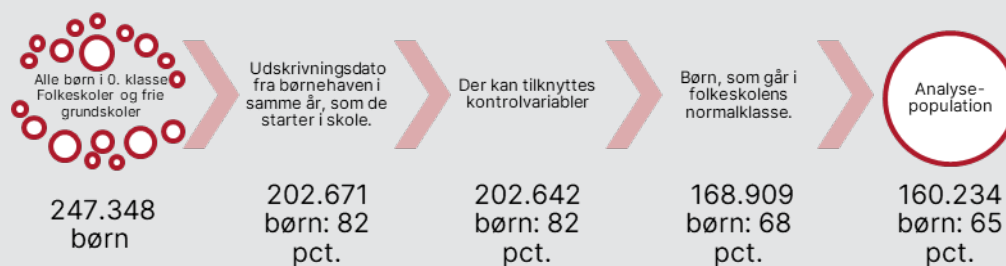 Alle børn i 0. klasse
Folkeskoler og frie
grundskoler
247.348
børn
Udskrivningsdato
fra børnehaven i
samme år, som de
starter i skole.
202.671
børn: 82
pct.
Der kan tilknyttes
kontrolvariabler
202.642
børn: 82
pct.
Børn, som går i
folkeskolens
normalklasse.
168.909
børn: 68
pct.
Analyse-
population
160.234
børn: 65
pct.